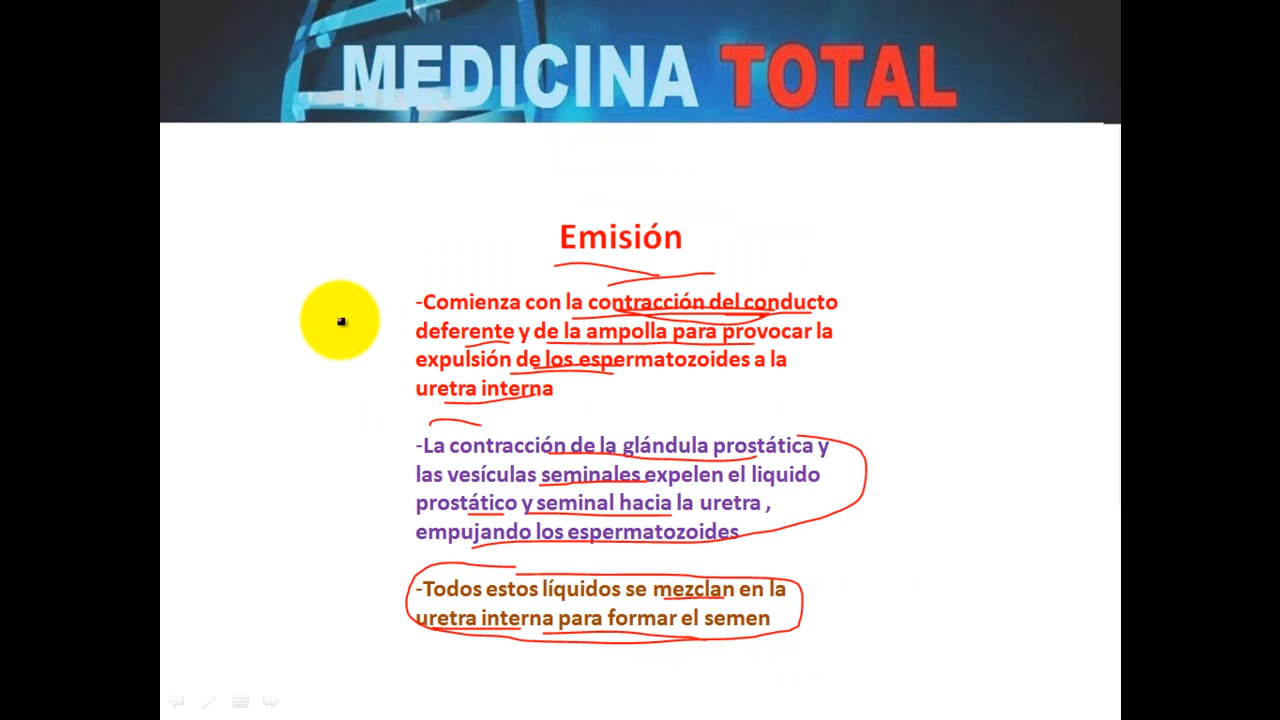 MEDICINA TOTAL
Emisión
-Comienza con la contracción del conducto
deferente y de la ampolla para provocar la
expulsión de los espermatozoides a la
uretra interna
-La contracción de la glándula prostática y
las vesículas seminales expelen el liquido
prostático y seminal hacia la uretra ,
empujando los espermatozoides
-Todos estos líquidos se mezclan en la
uretra interna para formar el semen